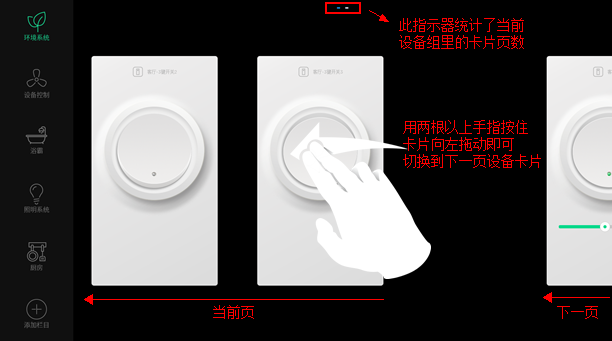 此指示器统计了当前
设备组里的卡片页数
环境系统
设备控制
浴霸
照明系统
厨房
添加栏目
用两根以上手指按住
卡片向左拖动即可
切换到下一页设备卡片
当前页
下一页